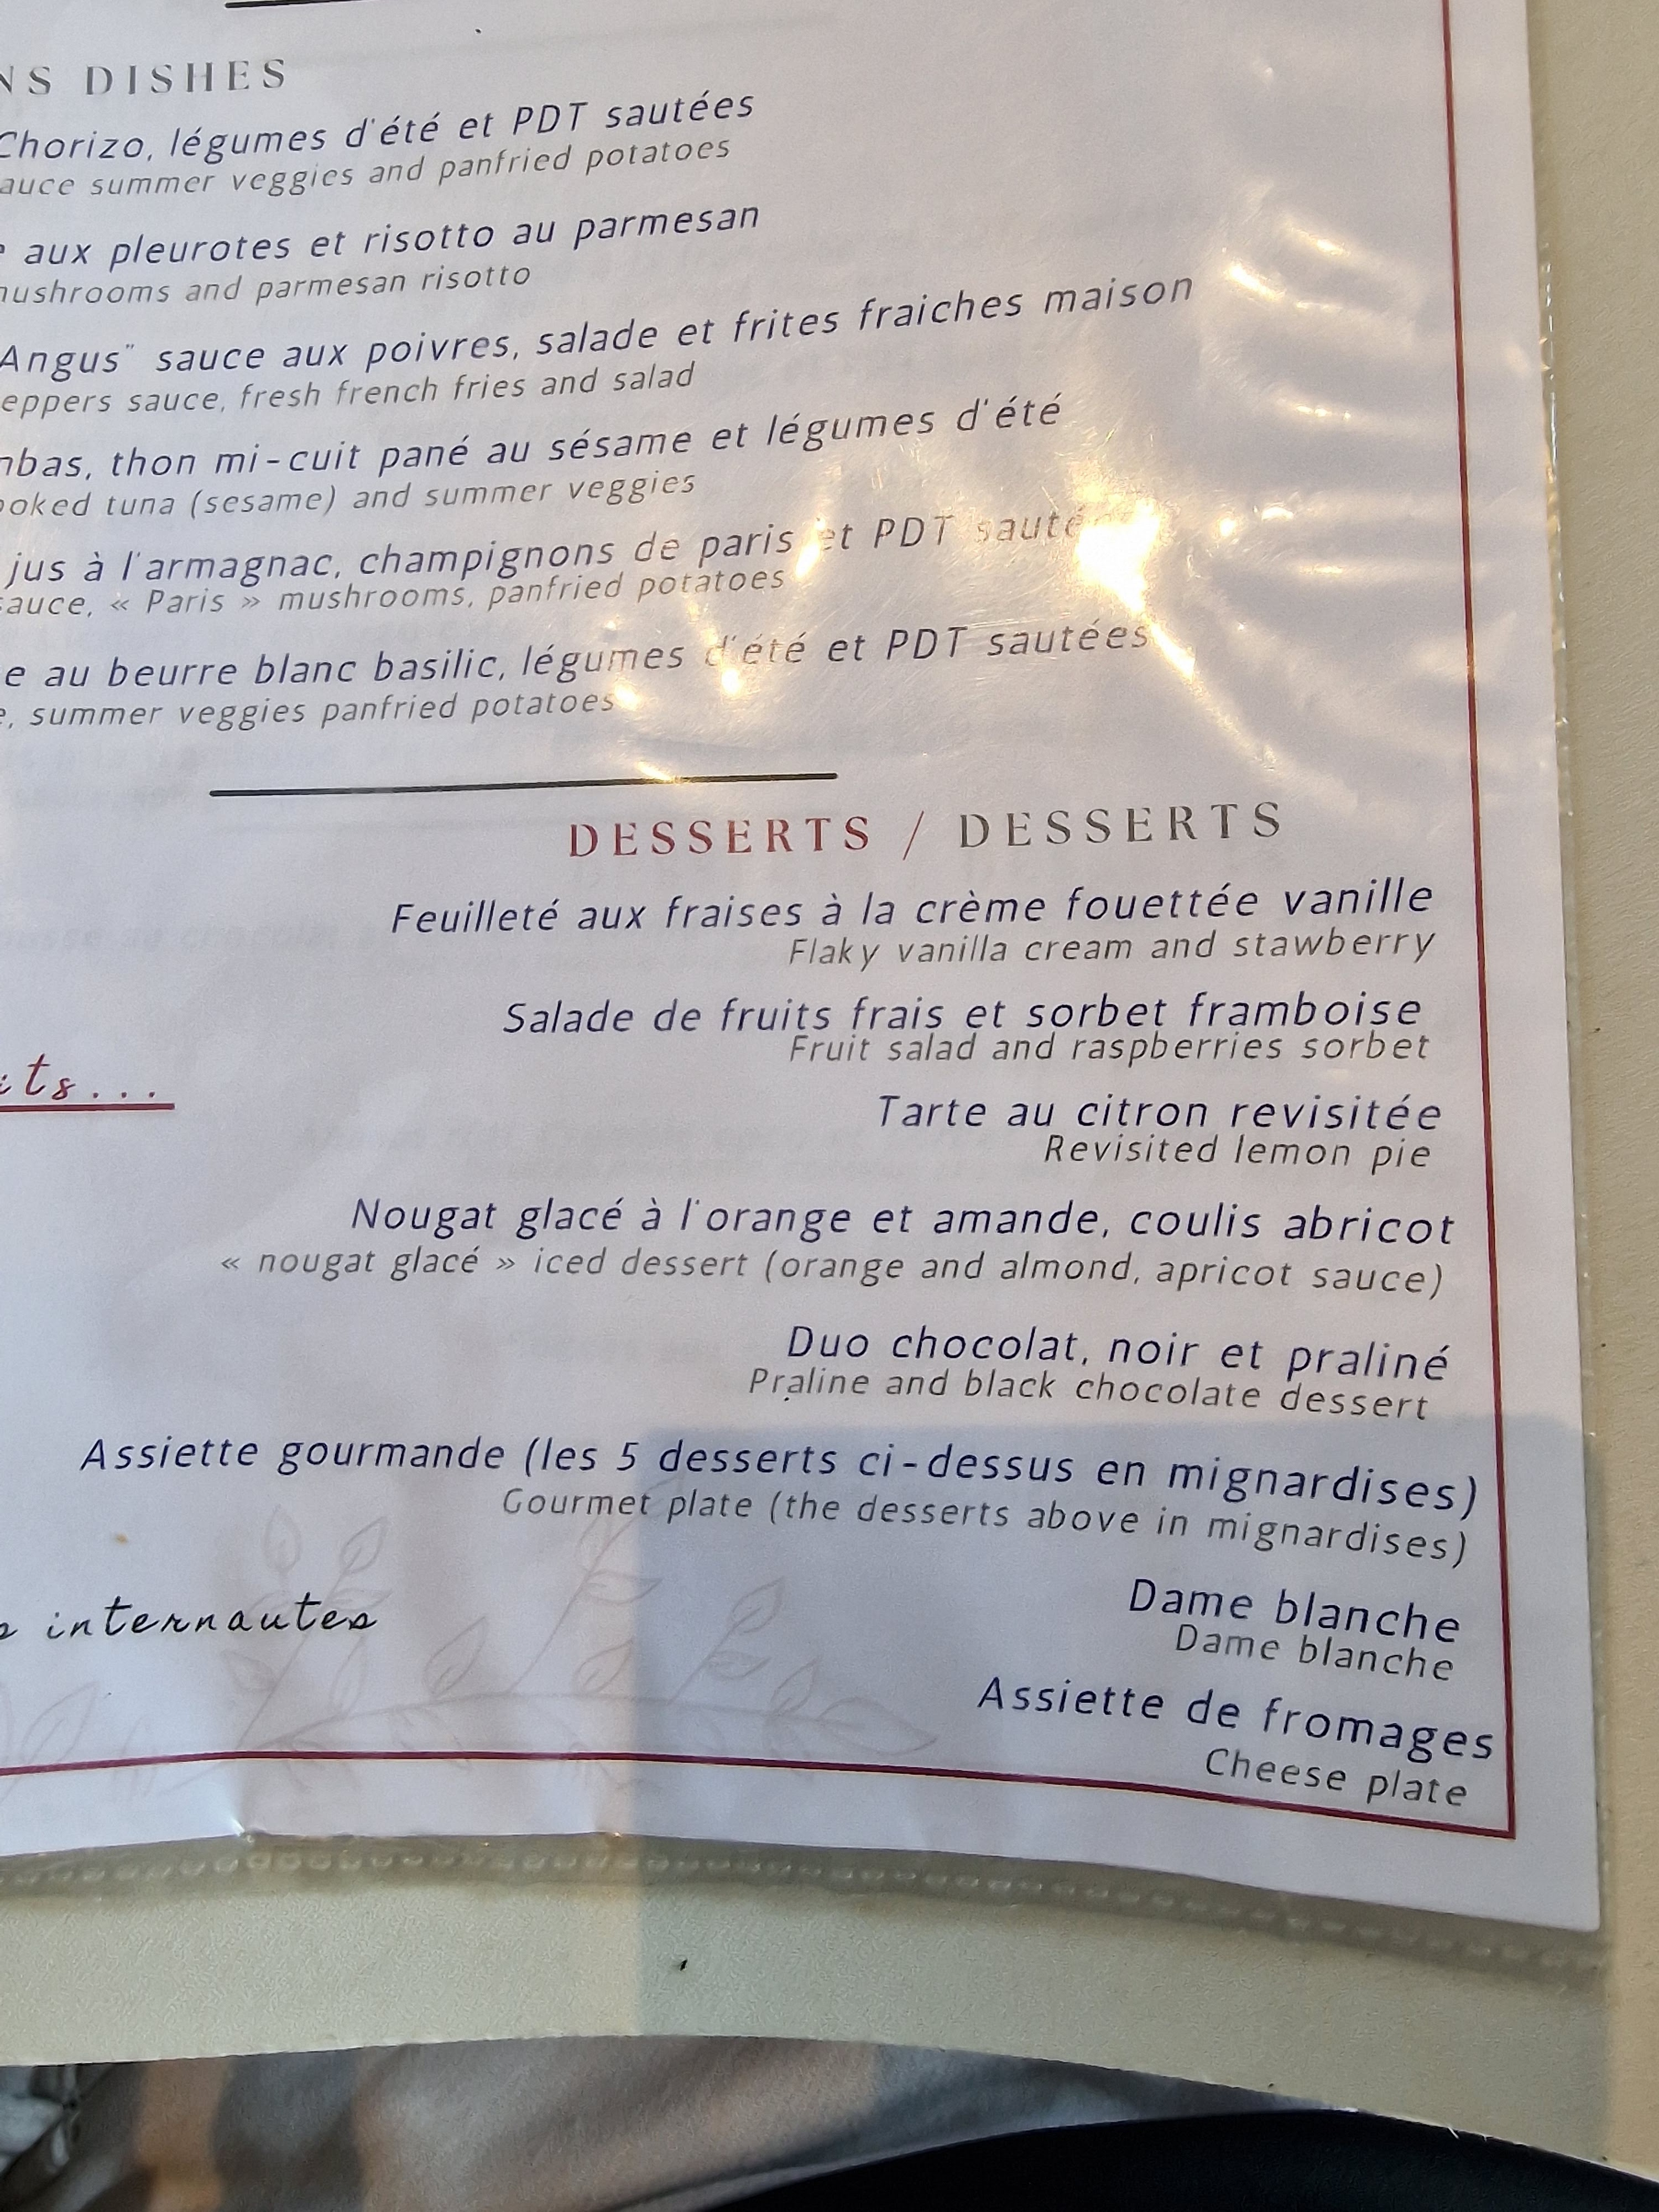 DISHES
Chorizo, légumes d'été et PDT sautées
summer veggies and panfried potatoes
aux pleurotes et risotto au parmesan
and parmesan risotto
Angus" sauce aux poivres, salade et frites fraiches maison
sauce, fresh french fries and salad
thon mi-cuit pané au sésame et légumes d'été
tuna (sesame) and summer veggies
jus à l'armagnac, champignons de paris et PDT
sauce, « Paris » mushrooms, panfried potatoes
au beurre blanc basilic, légumes d'été et PDT sautées
summer veggies panfried potatoes
DESSERTS / DESSERTS
Feuilleté aux fraises à la crème fouettée vanille
Flaky vanilla cream and stawberry
Salade de fruits frais et sorbet framboise
Fruit salad and raspberries sorbet
Tarte au citron revisitée
Revisited lemon pie
Nougat glacé à l'orange et amande, coulis abricot
« nougat glacé » iced dessert (orange and almond, apricot sauce)
Duo chocolat, noir et praliné
Praline and black chocolate dessert
Assiette gourmande (les 5 desserts ci-dessus en mignardises)
Gourmet plate (the desserts above in mignardises)
internautes
Dame blanche
Dame blanche
Assiette de fromages
Cheese plate